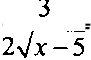 3
2√x − 5 =